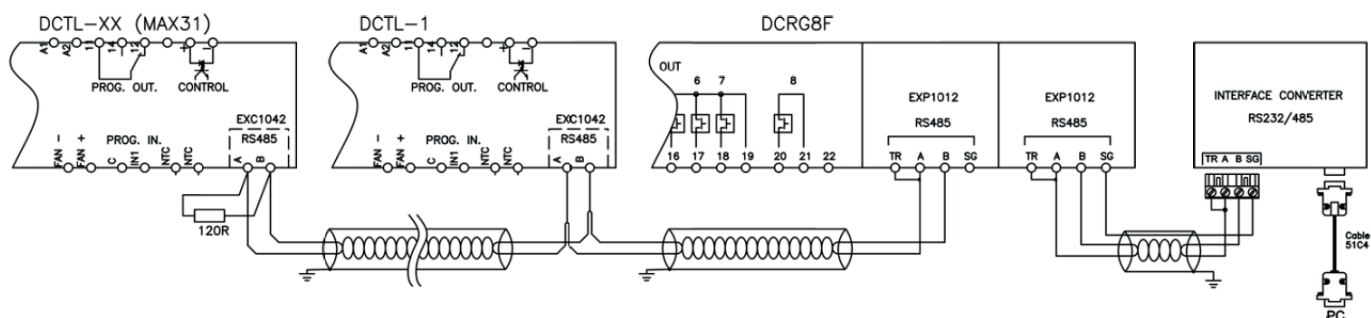 DCTL-XX (MAX31)
DCTL-1
DCRG8F
A1 A2 11 14 12 + -
A1 A2 11 14 12 + -
OUT
6 7 8
PROG. OUT. CONTROL
PROG. OUT. CONTROL
EXP1012
RS485
EXP1012
RS485
INTERFACE CONVERTER
RS232/485
EXC1042
RS485
EXC1042
RS485
- + PROG. IN.
- + PROG. IN.
FAN FAN C IN1 NTC NTC A B
FAN FAN C IN1 NTC NTC A B
16 17 18 19 20 21 22
TR A B SG
TR A B SG
TR A B SG
120R
Cable
5104
PC